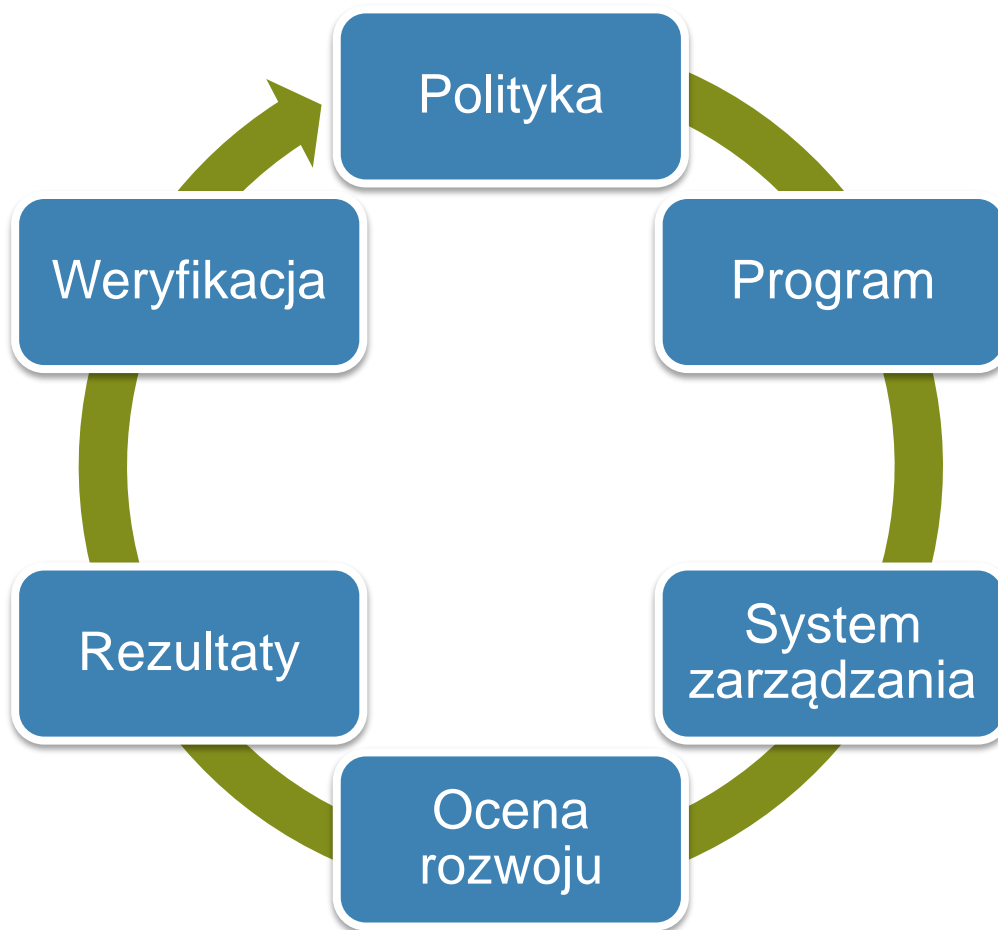 Polityka
Program
System
zarządzania
Ocena
rozwoju
Rezultaty
Weryfikacja